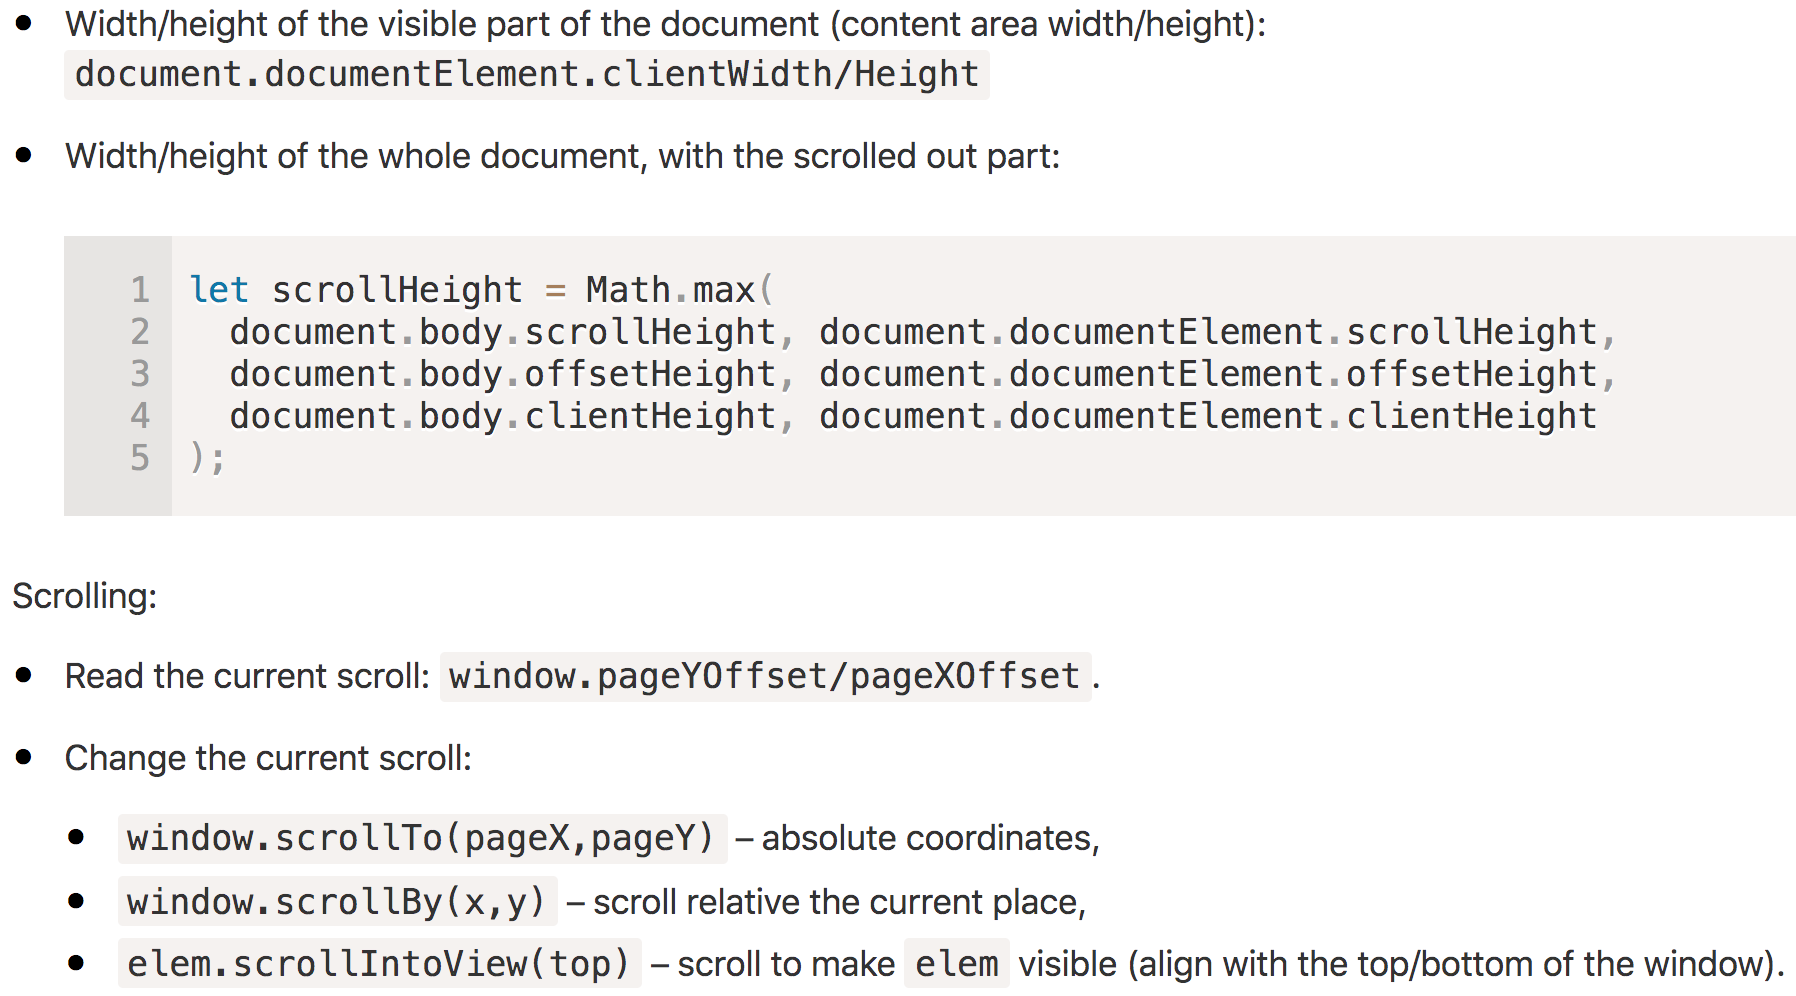 • Width/height of the visible part of the document (content area width/height):
document.documentElement.clientWidth/Height
• Width/height of the whole document, with the scrolled out part:
1 let scrollHeight = Math.max(
2   document.body.scrollHeight, document.documentElement.scrollHeight,
3   document.body.offsetHeight, document.documentElement.offsetHeight,
4   document.body.clientHeight, document.documentElement.clientHeight
5 );
Scrolling:
• Read the current scroll: window.pageYOffset/pageXOffset.
• Change the current scroll:
• window.scrollTo(pageX,pageY) – absolute coordinates,
• window.scrollBy(x,y) – scroll relative the current place,
• elem.scrollIntoView(top) – scroll to make elem visible (align with the top/bottom of the window).